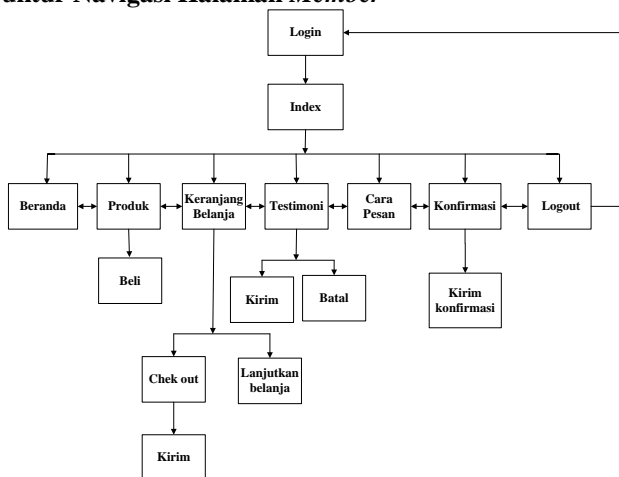 Navigasi Halaman Member
Login
Index
Beranda
Produk
Keranjang
Belanja
Testimoni
Cara
Pesan
Konfirmasi
Logout
Beli
Kirim
Batal
Kirim
konfirmasi
Chek out
Lanjutkan
belanja
Kirim